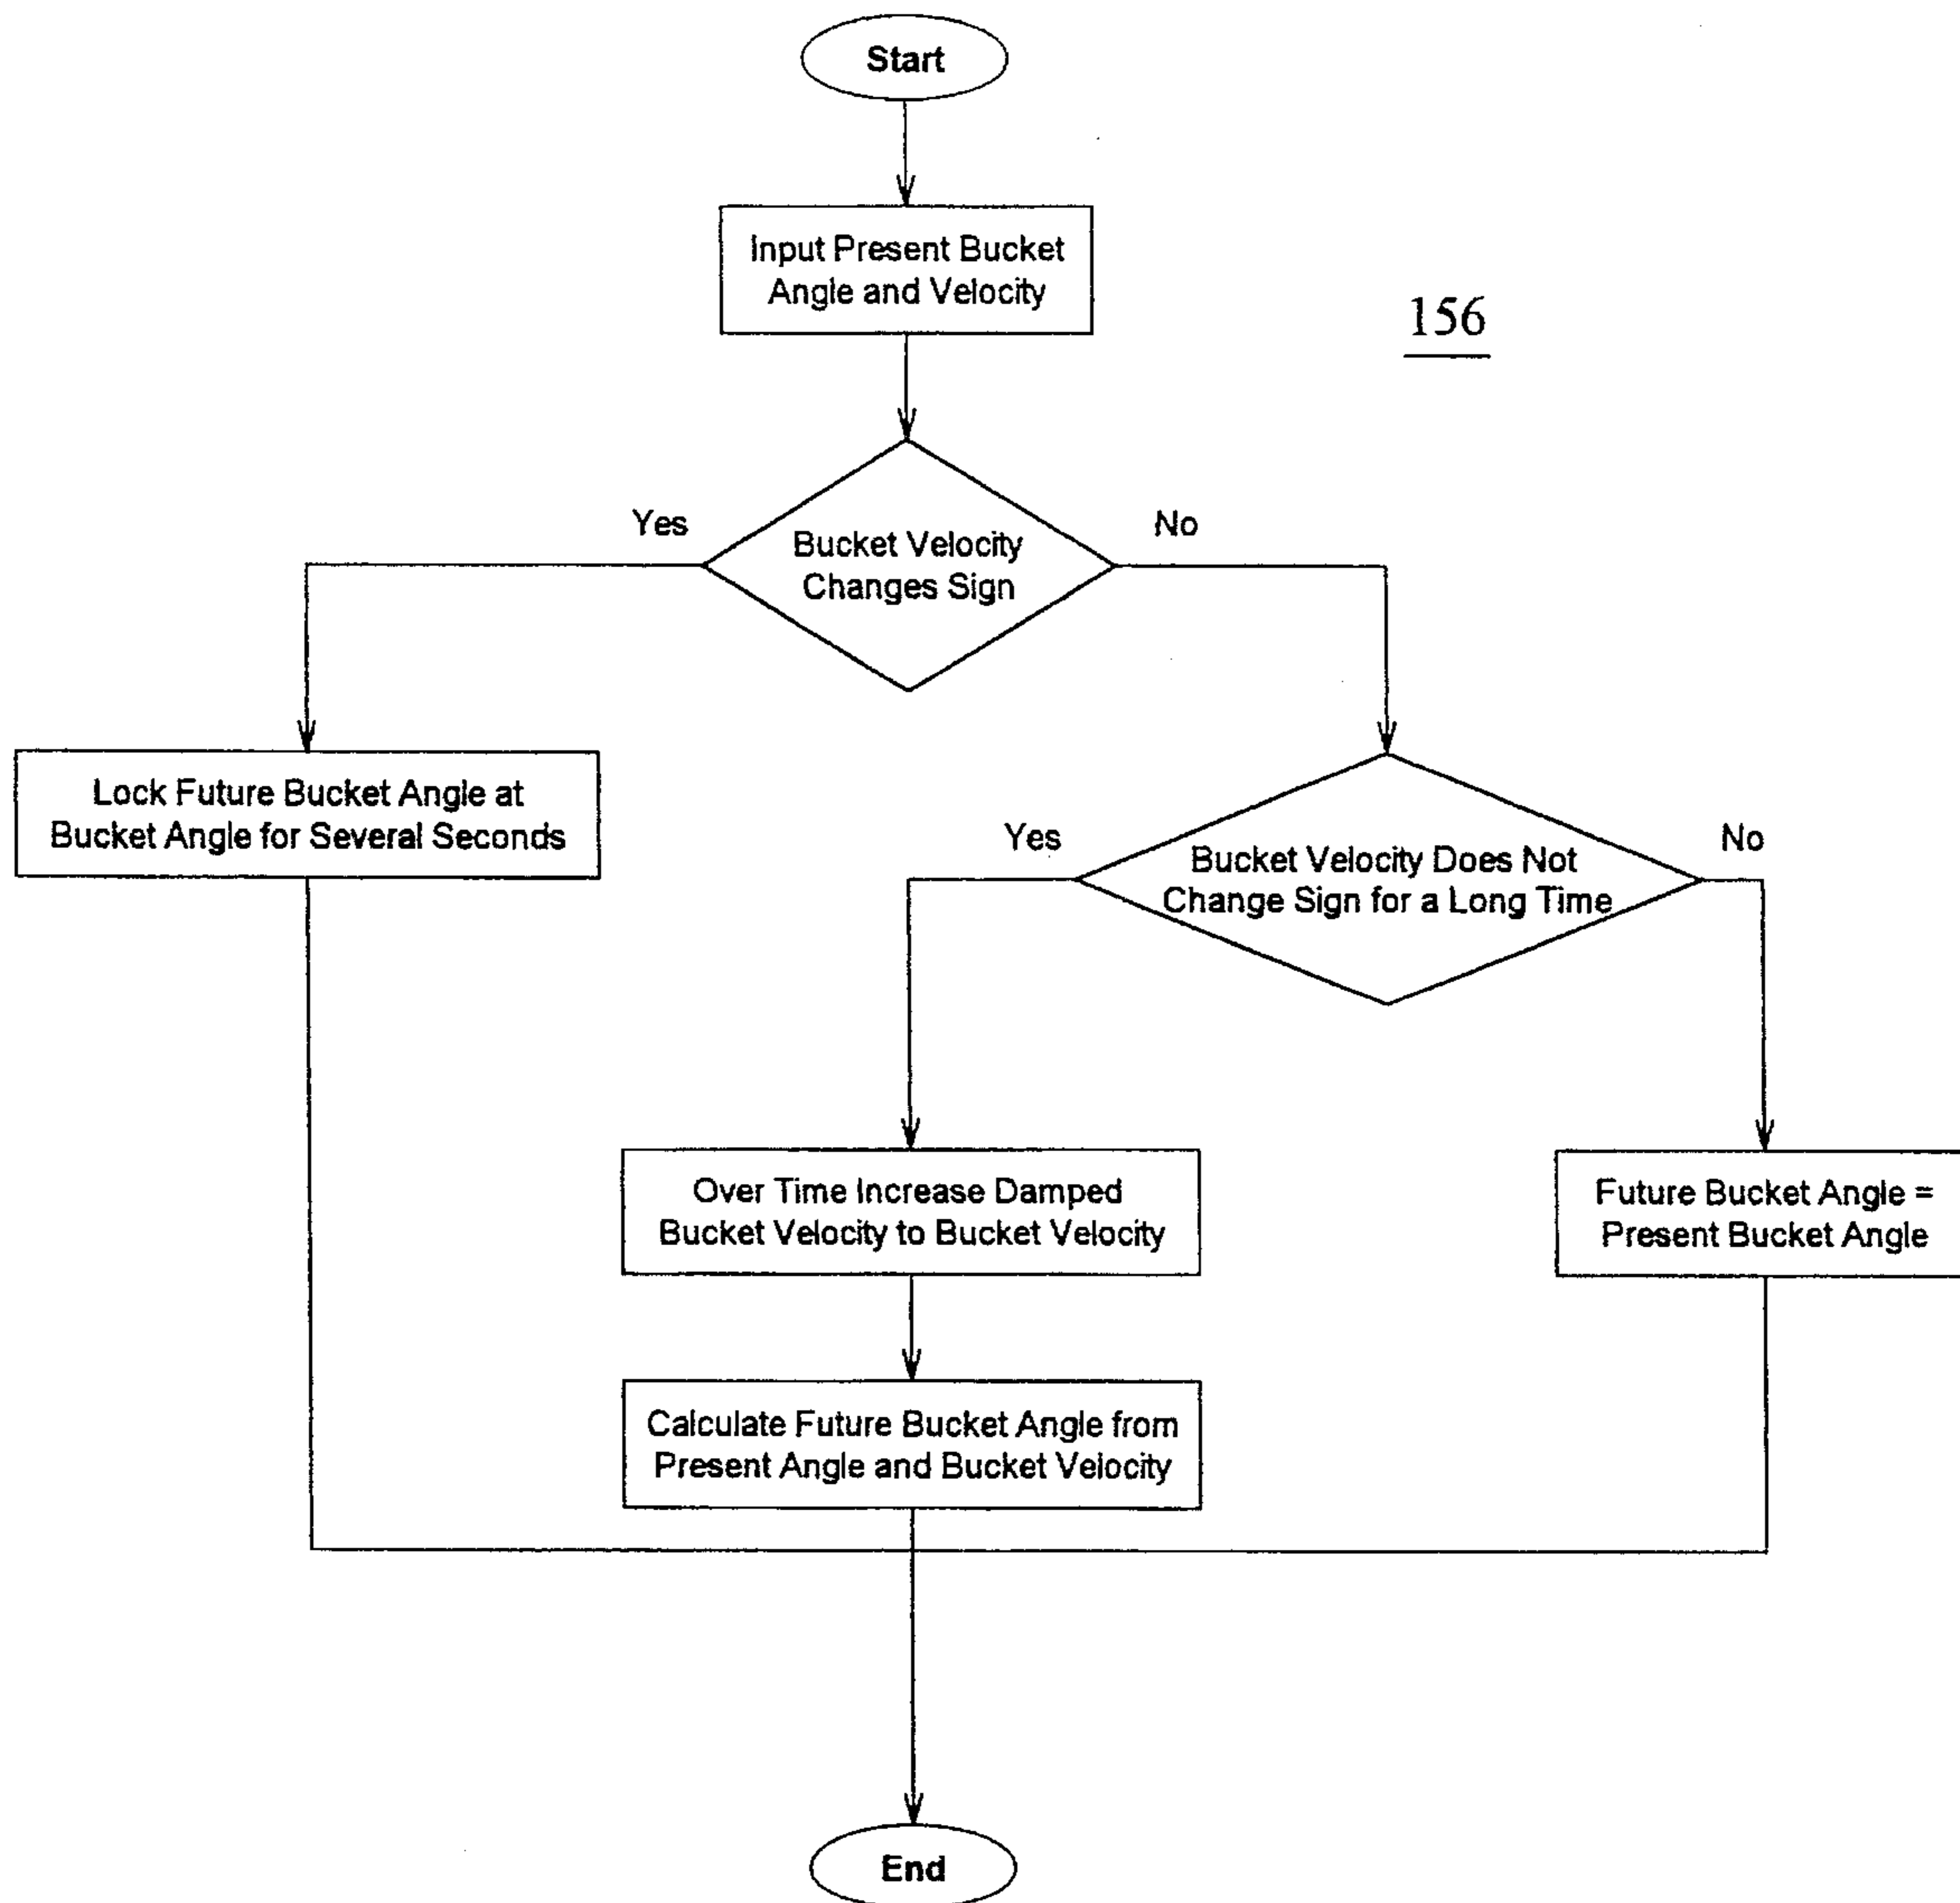 Start
Input Present Bucket
Angle and Velocity
156
Yes
No
Bucket Velocity
Changes Sign
Lock Future Bucket Angle at
Bucket Angle for Several Seconds
Yes
No
Bucket Velocity Does Not
Change Sign for a Long Time
Over Time Increase Damped
Bucket Velocity to Bucket Velocity
Future Bucket Angle =
Present Bucket Angle
Calculate Future Bucket Angle from
Present Angle and Bucket Velocity
End